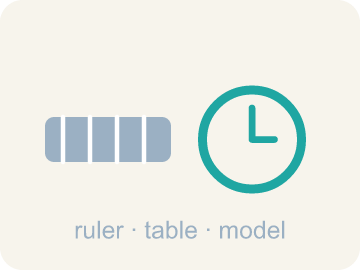 ruler · table · model